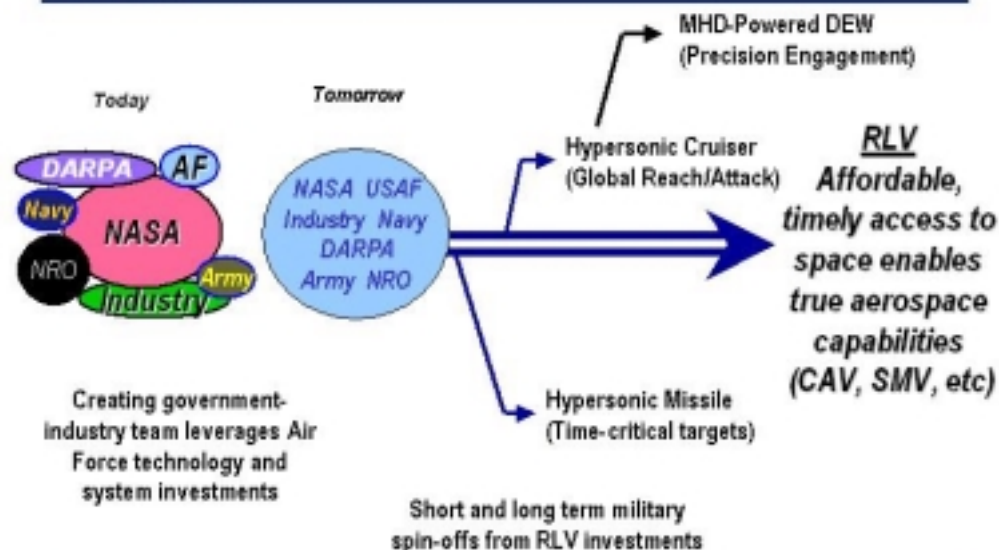 MHD-Powered DEW
(Precision Engagement)
Today
Tomorrow
DARPA
AF
Navy
NASA
NRO
Army
Industry
NASA USAF
Industry Navy
DARPA
Army NRO
Hypersonic Cruiser
(Global Reach/Attack)
RLV
Affordable,
timely access to
space enables
true aerospace
capabilities
(CAV, SMV, etc)
Hypersonic Missile
(Time-critical targets)
Creating government-
industry team leverages Air
Force technology and
system investments
Short and long term military
spin-offs from RLV investments